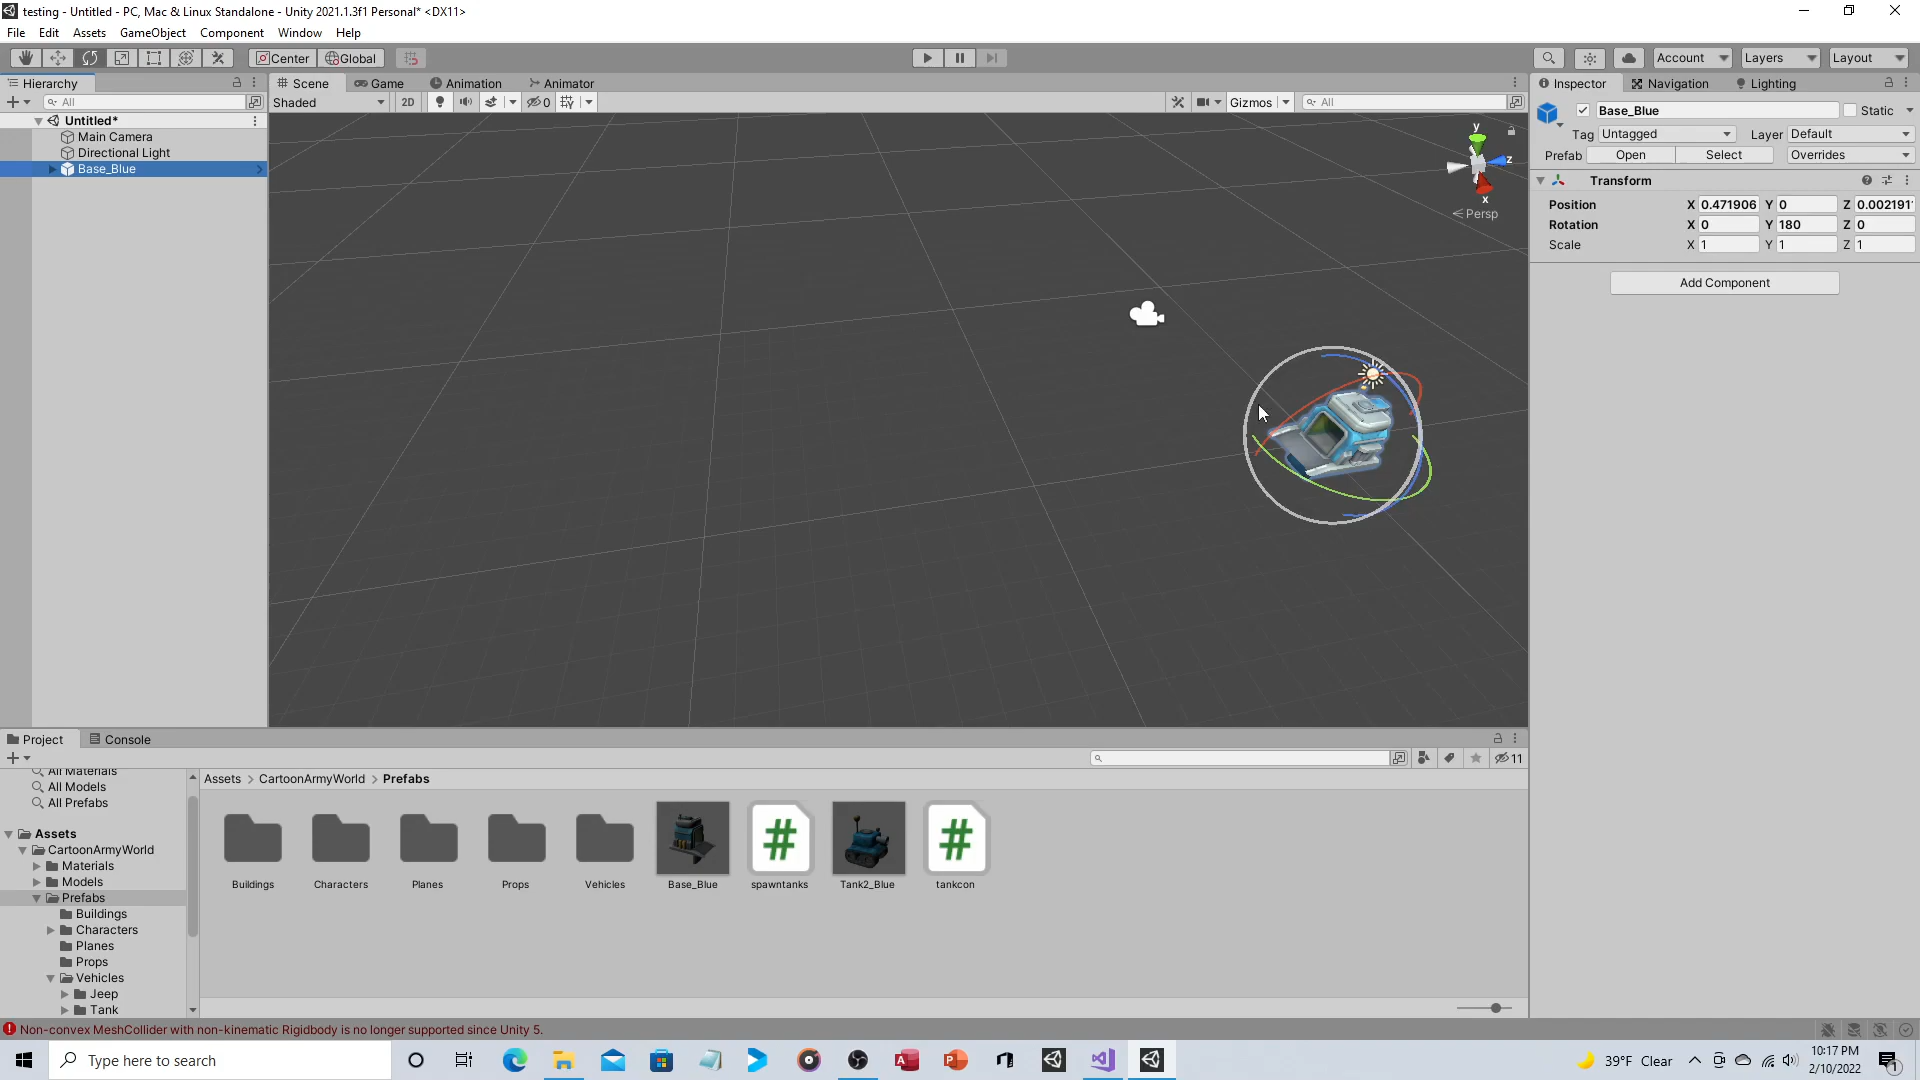 testing - Untitled - PC, Mac & Linux Standalone - Unity 2021.1.3f1 Personal* <DX11>
File Edit Assets GameObject Component Window Help
Center Global Account Layers Layout
Hierarchy Scene Game Animation Animator Inspector Navigation Lighting
All Shaded 2D 0 Gizmos All
Untitled*
Main Camera
Directional Light
Base_Blue
y
z
x
< Persp
Base_Blue Static
Tag Untagged Layer Default
Prefab Open Select Overrides
Transform
Position X 0.471906 Y 0 Z 0.002191
Rotation X 0 Y 180 Z 0
Scale X 1 Y 1 Z 1
Add Component
Project Console
11
All Materials
All Models
All Prefabs
Assets
CartoonArmyWorld
Materials
Models
Prefabs
Buildings
Characters
Planes
Props
Vehicles
Jeep
Tank
Assets > CartoonArmyWorld > Prefabs
Buildings Characters Planes Props Vehicles Base_Blue spawntanks Tank2_Blue tankcon
Non-convex MeshCollider with non-kinematic Rigidbody is no longer supported since Unity 5.
Type here to search
39°F Clear
10:17 PM
2/10/2022
1